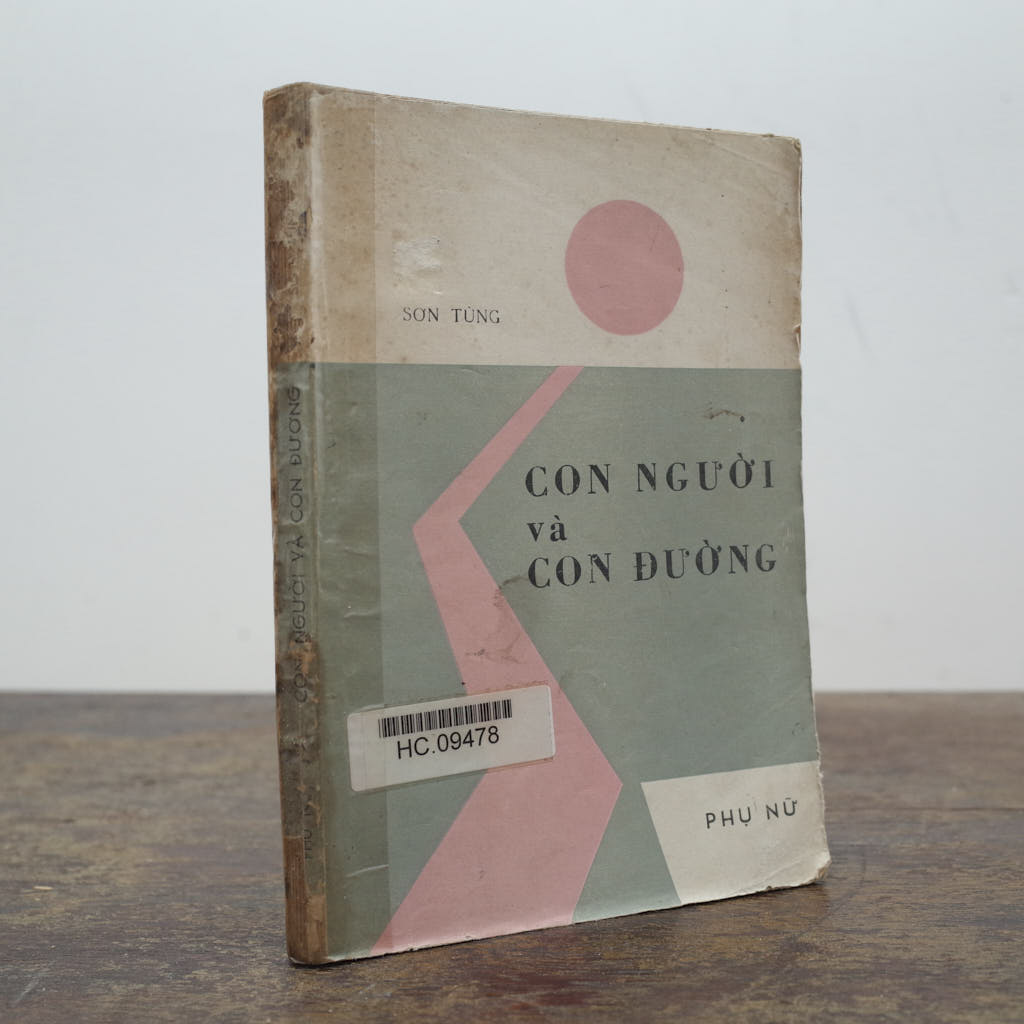 SƠN TÙNG
CON NGƯỜI
và
CON ĐƯỜNG
HC.09478
PHỤ NỮ
CON NGƯỜI VÀ CON ĐƯỜNG